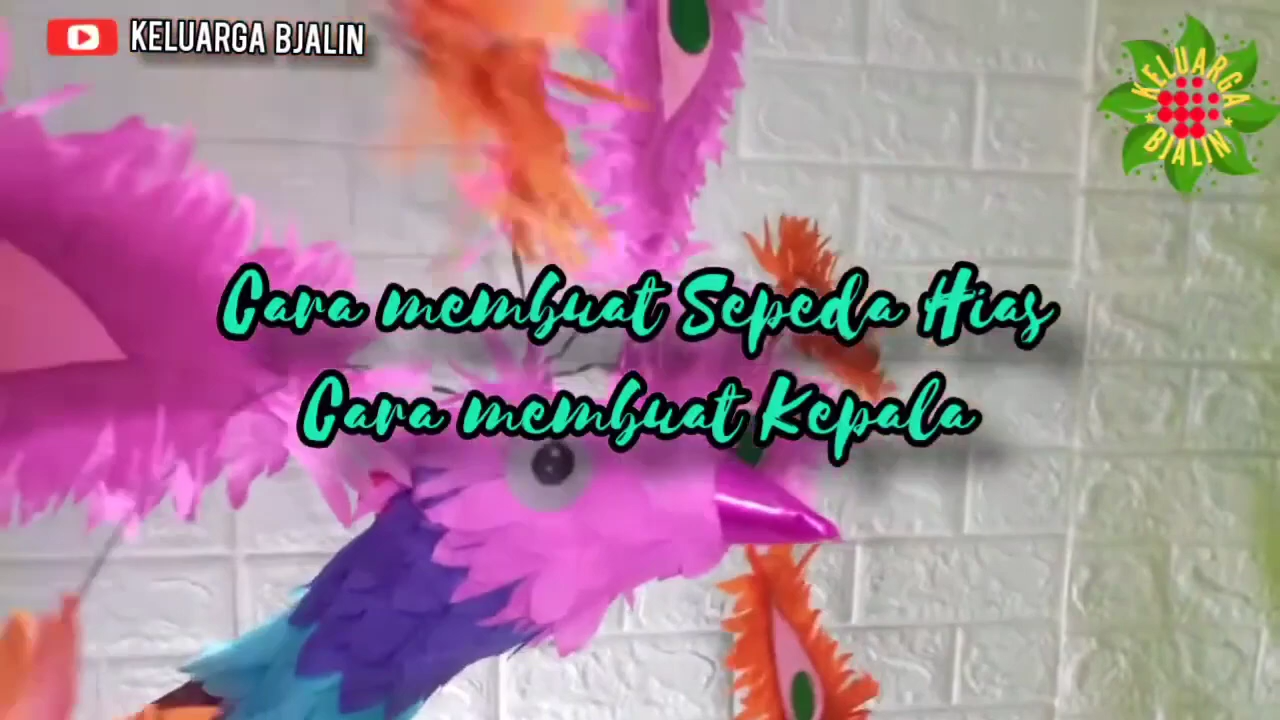 KELUARGA BJALIN
KELUARGA
BJALIN
Cara membuat Sepeda Hias
Cara membuat Kepala